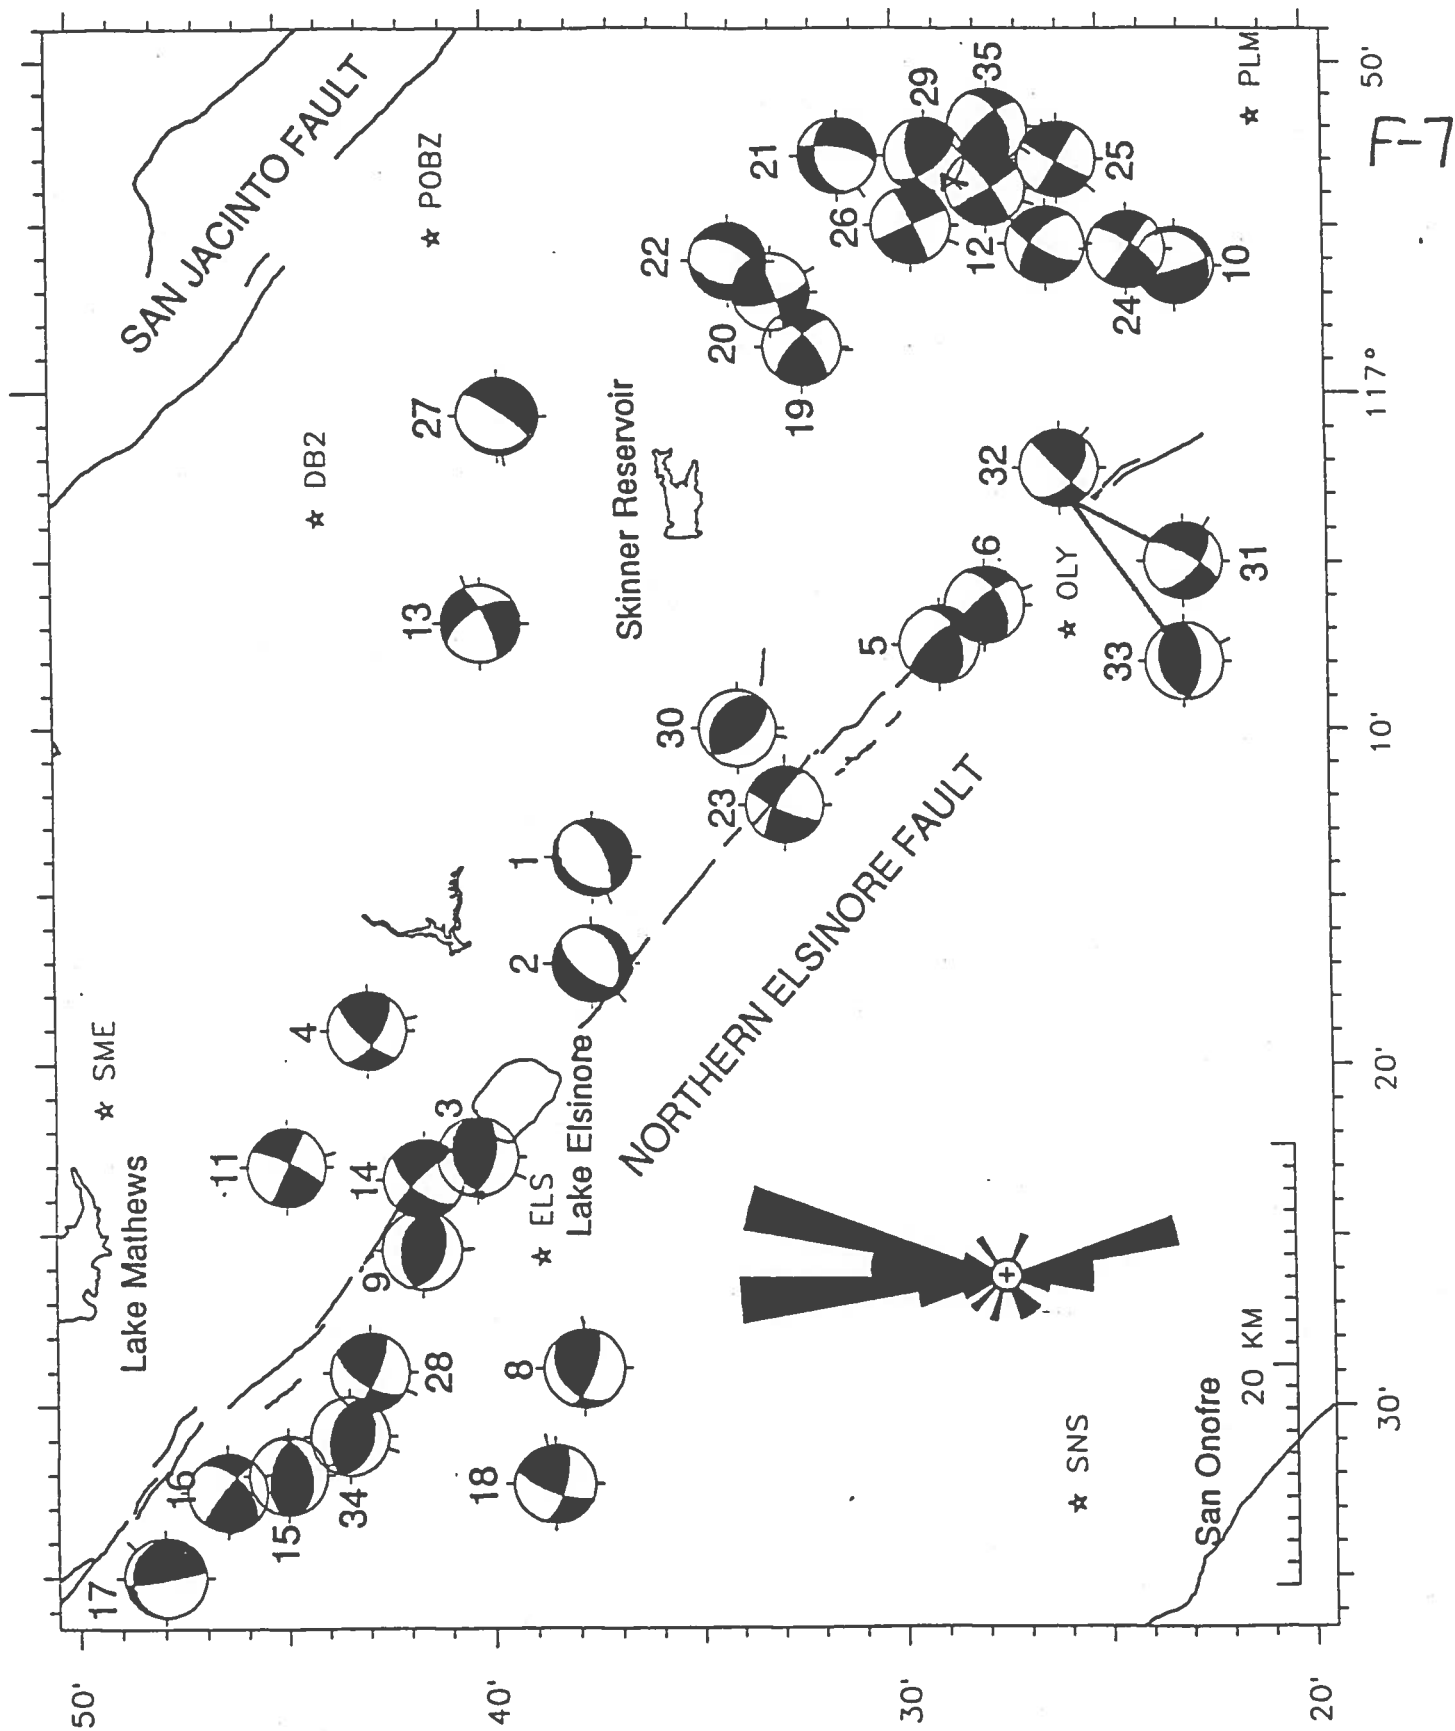 SAN JACINTO FAULT
☆ POBZ
☆ DB2
☆ SME
Lake Mathews
☆ PLM
F-7
50'
117°
10'
20'
30'
50'
40'
30'
20'
21
29
35
26
7
25
12
24
10
22
20
19
27
13
Skinner Reservoir
32
31
33
☆ OLY
6
5
30
23
1
2
4
11
3
14
9
☆ ELS
Lake Elsinore
NORTHERN ELSINORE FAULT
28
8
18
34
15
16
17
☆ SNS
San Onofre
20 KM